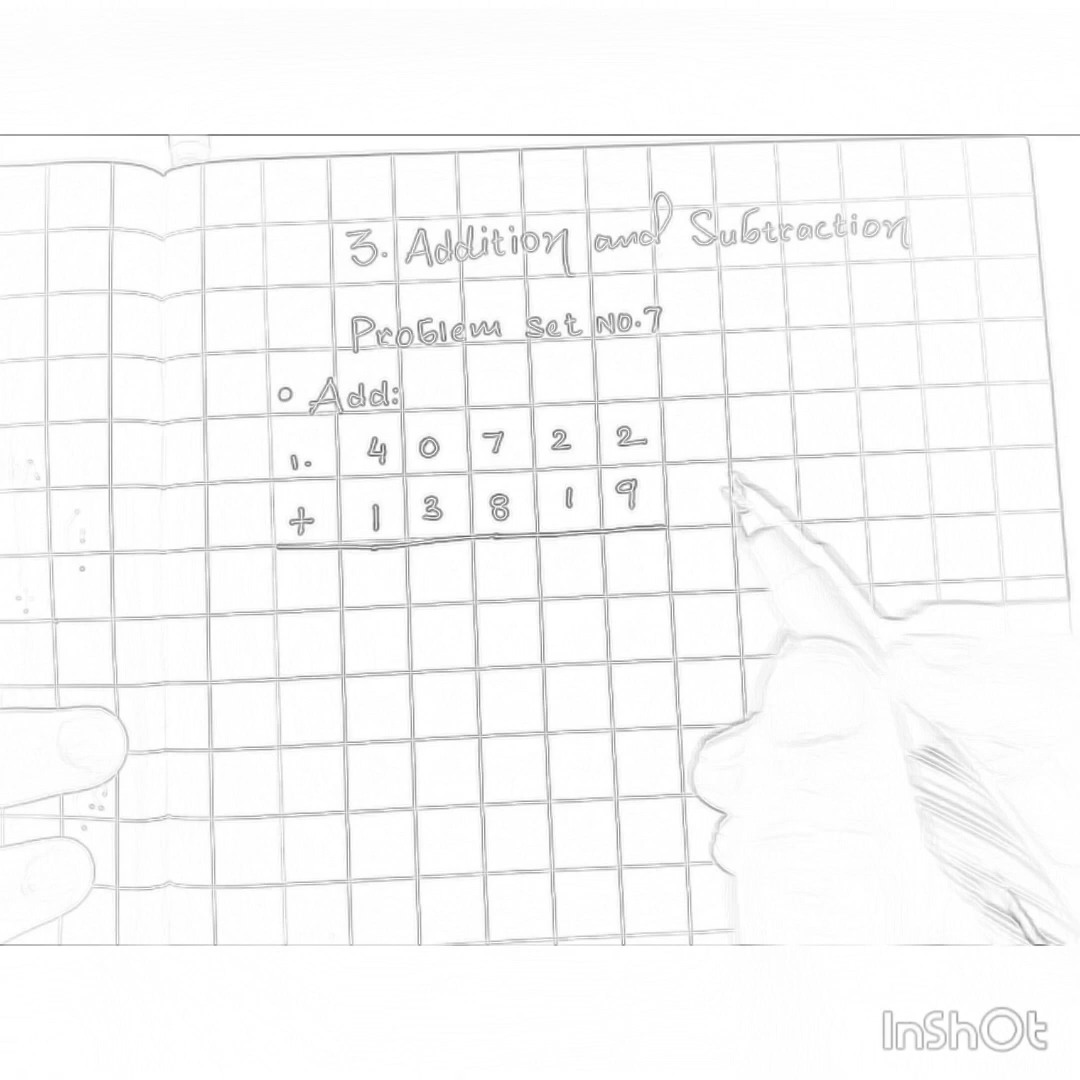 3. Addition and Subtraction
Problem set NO.7
Add:
1. 4 0 7 2 2
+ 1 3 8 1 9
InShOt